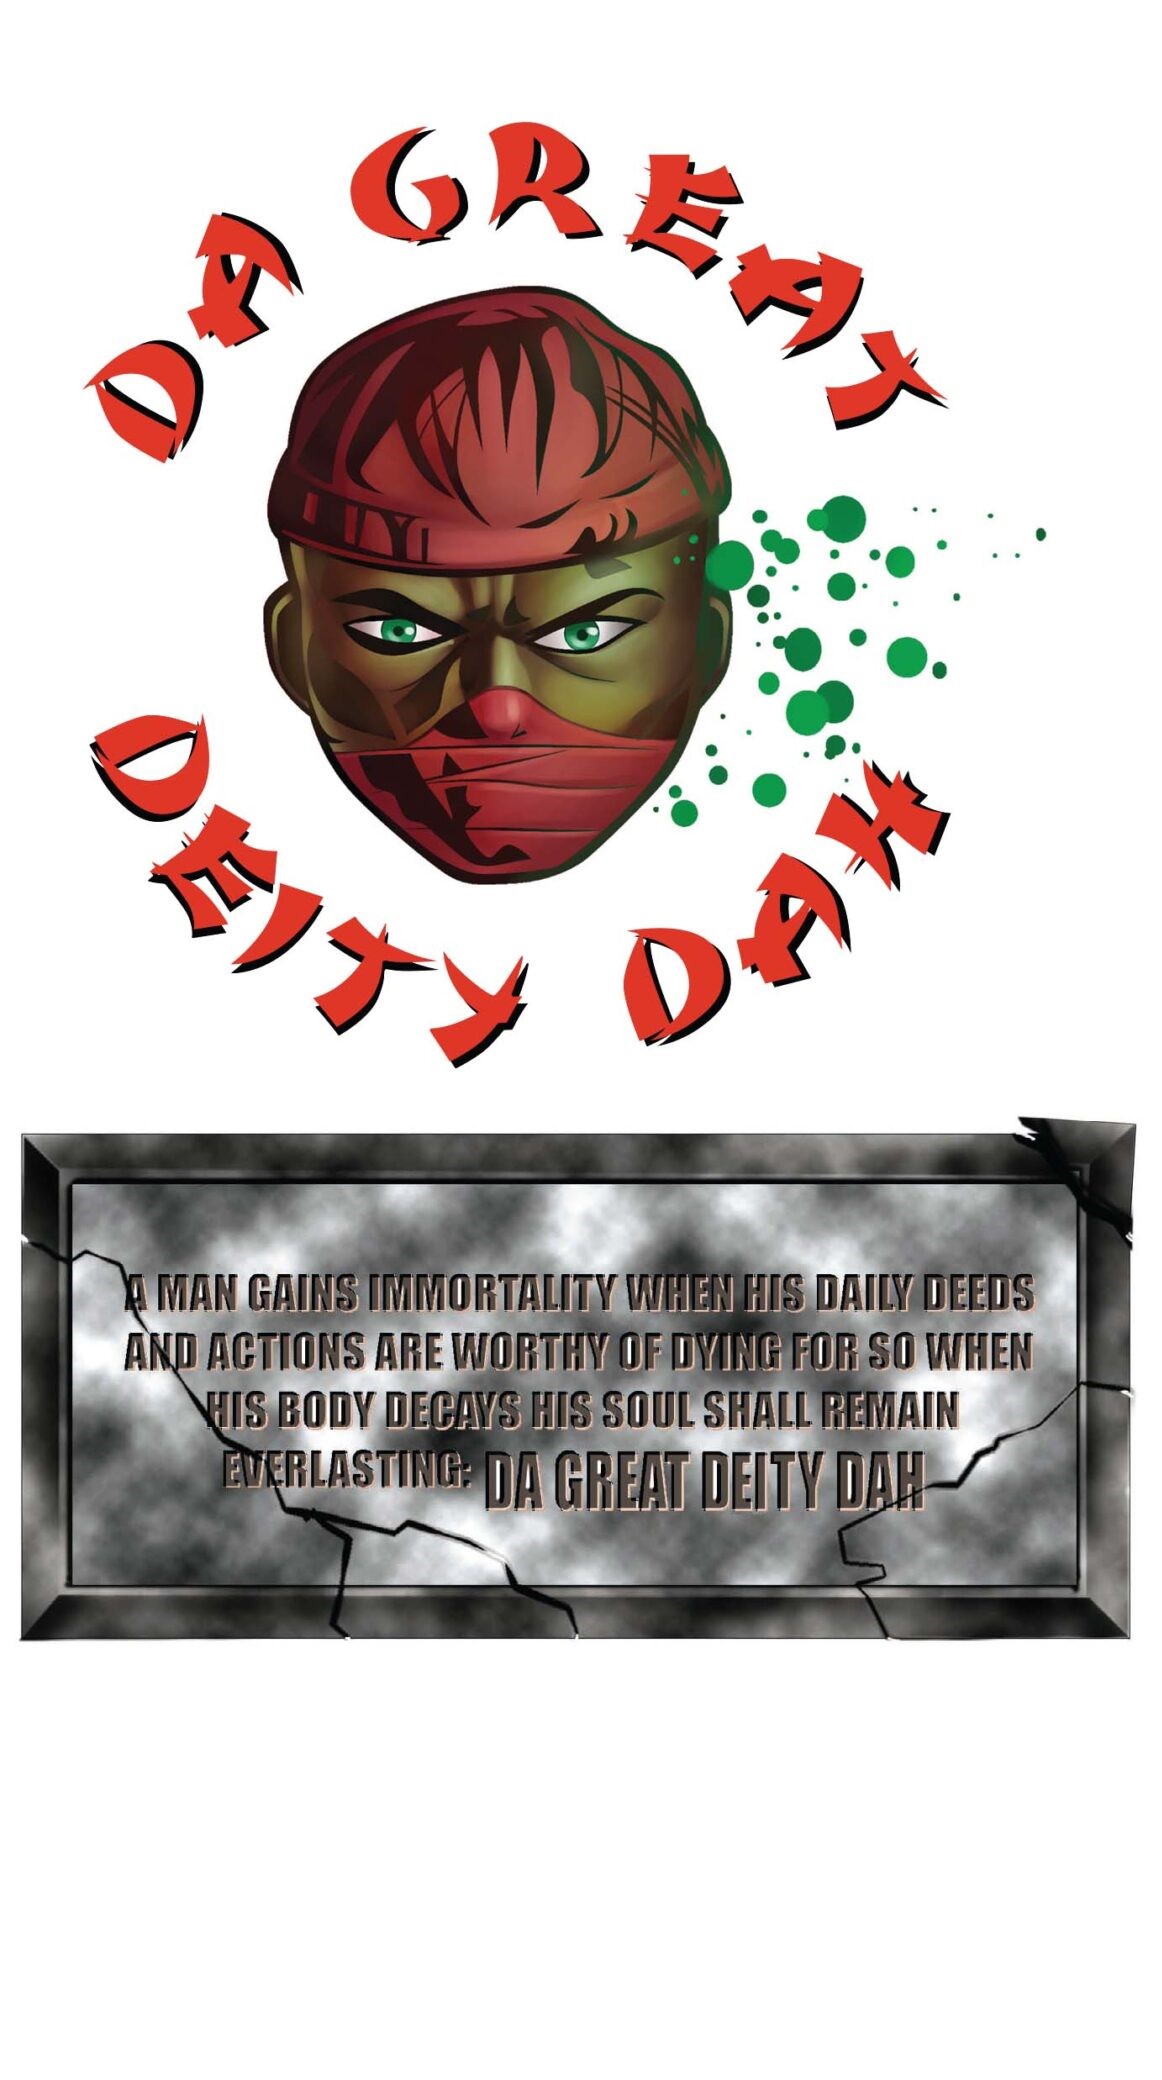 DA GREAT
DEITY DAH
A MAN GAINS IMMORTALITY WHEN HIS DAILY DEEDS
AND ACTIONS ARE WORTHY OF DYING FOR SO WHEN
HIS BODY DECAYS HIS SOUL SHALL REMAIN
EVERLASTING: DA GREAT DEITY DAH